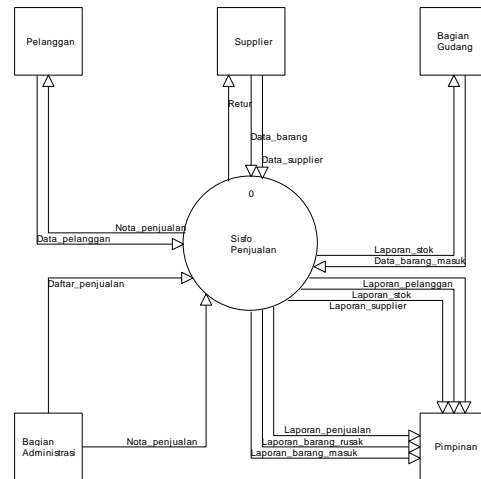 Pelanggan
Supplier
Bagian
Gudang
Retur
Data_barang
Data_supplier
0
Nota_penjualan
Data_pelanggan
Sisfo
Penjualan
Laporan_stok
Data_barang_masuk
Daftar_penjualan
Laporan_pelanggan
Laporan_stok
Laporan_supplier
Bagian
Administrasi
Nota_penjualan
Laporan_penjualan
Laporan_barang_rusak
Laporan_barang_masuk
Pimpinan